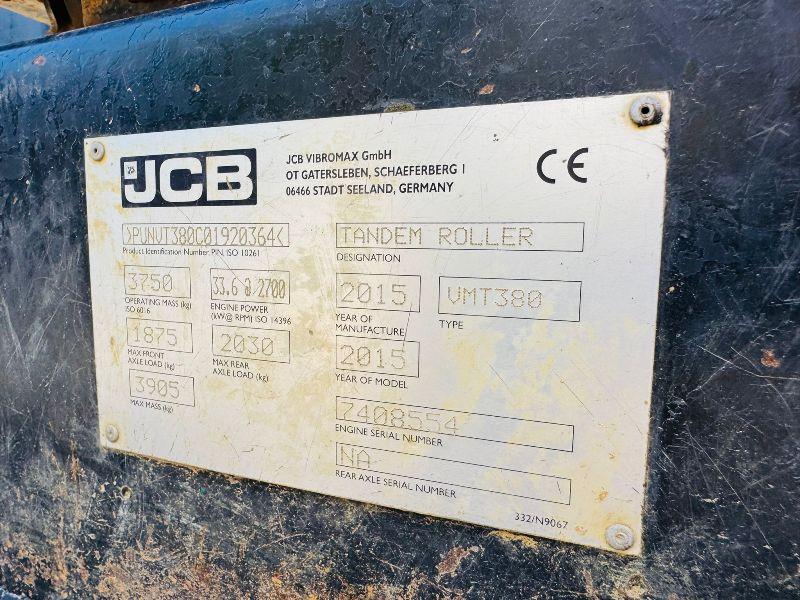 JCB
JCB VIBROMAX GmbH
OT GATERSLEBEN, SCHAEFERBERG 1
06466 STADT SEELAND, GERMANY
CE
>PUNUT380C01920364<
Product Identification Number, PIN, ISO 10261
TANDEM ROLLER
DESIGNATION
3750
OPERATING MASS (kg)
ISO 6016
33.6 @ 2700
ENGINE POWER
(kW@ RPM) ISO 14396
2015
YEAR OF
MANUFACTURE
VMT380
TYPE
1875
MAX FRONT
AXLE LOAD (kg)
2030
MAX REAR
AXLE LOAD (kg)
2015
YEAR OF MODEL
3905
MAX MASS (kg)
7408554
ENGINE SERIAL NUMBER
NA
REAR AXLE SERIAL NUMBER
332/N9067